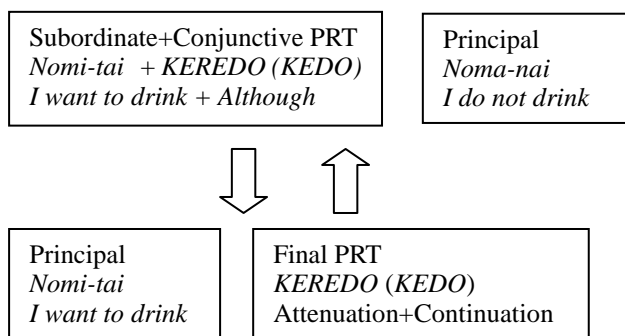 Subordinate+Conjunctive PRT
Nomi-tai + KEREDO (KEDO)
I want to drink + Although
Principal
Noma-nai
I do not drink
Principal
Nomi-tai
I want to drink
Final PRT
KEREDO (KEDO)
Attenuation+Continuation